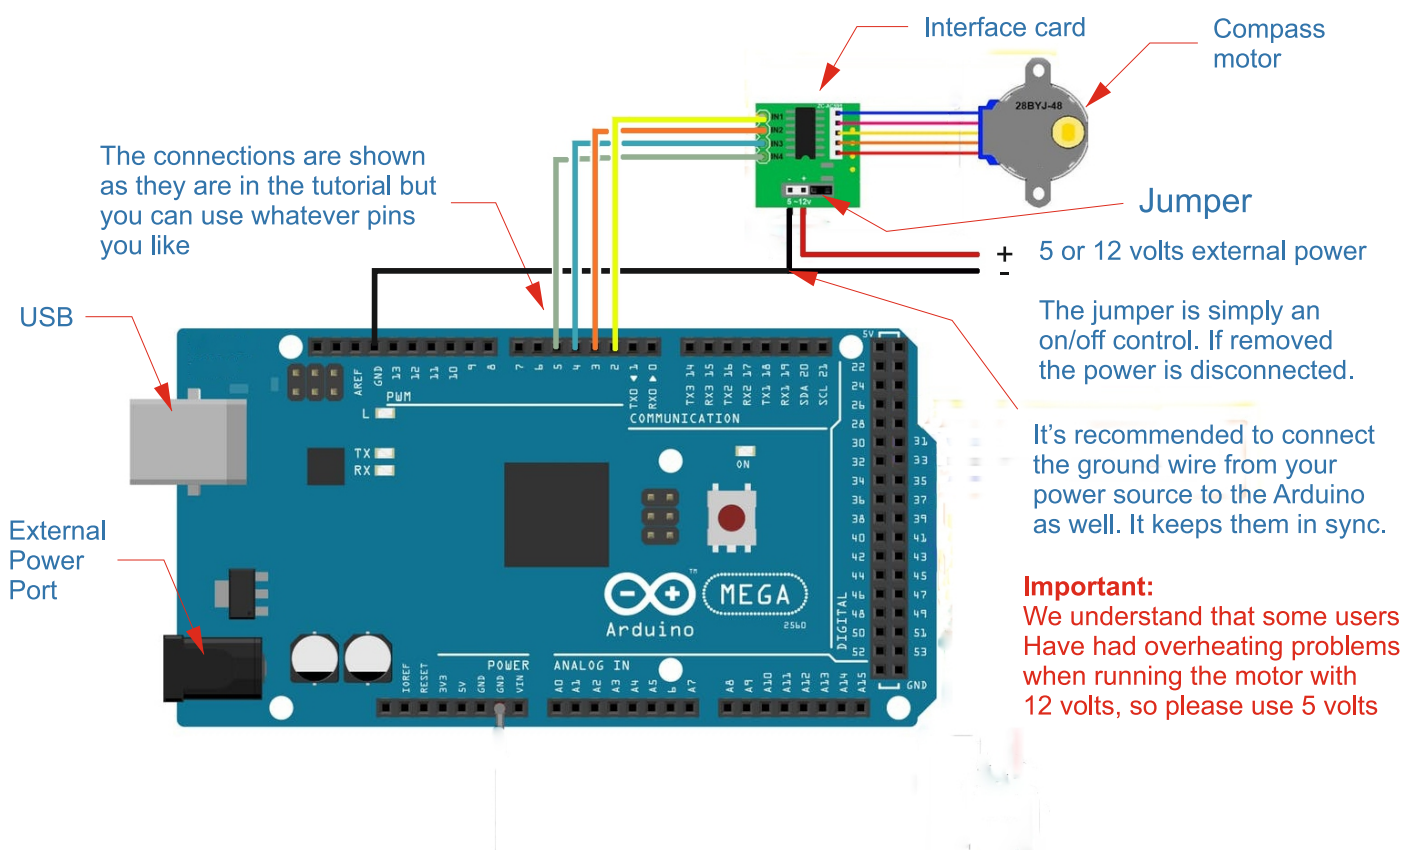 Interface card
Compass
motor
28BYJ-48
IN1
IN2
IN3
IN4
- +
5 ~12v
The connections are shown
as they are in the tutorial but
you can use whatever pins
you like
Jumper
+ 5 or 12 volts external power
-
The jumper is simply an
on/off control. If removed
the power is disconnected.
USB
It's recommended to connect
the ground wire from your
power source to the Arduino
as well. It keeps them in sync.
External
Power
Port
Important:
We understand that some users
Have had overheating problems
when running the motor with
12 volts, so please use 5 volts
AREF
GND
13
12
11
10
9
8
7
6
5
4
3
2
TX0 ◀ 1
RX0 ▶ 0
TX3 14
RX3 15
TX2 16
RX2 17
TX1 18
RX1 19
SDA 20
SCL 21
PWM
COMMUNICATION
L
TX
RX
ON
5V
22
24
26
28
30 31
32 33
34 35
36 37
38 39
40 41
42 43
44 45
46 47
48 49
50 51
52 53
GND
DIGITAL
Arduino
TM
MEGA
2560
POWER
ANALOG IN
IOREF
RESET
3V3
5V
GND
GND
VIN
A0
A1
A2
A3
A4
A5
6
A7
A8
A9
A10
A11
A12
A13
A14
A15